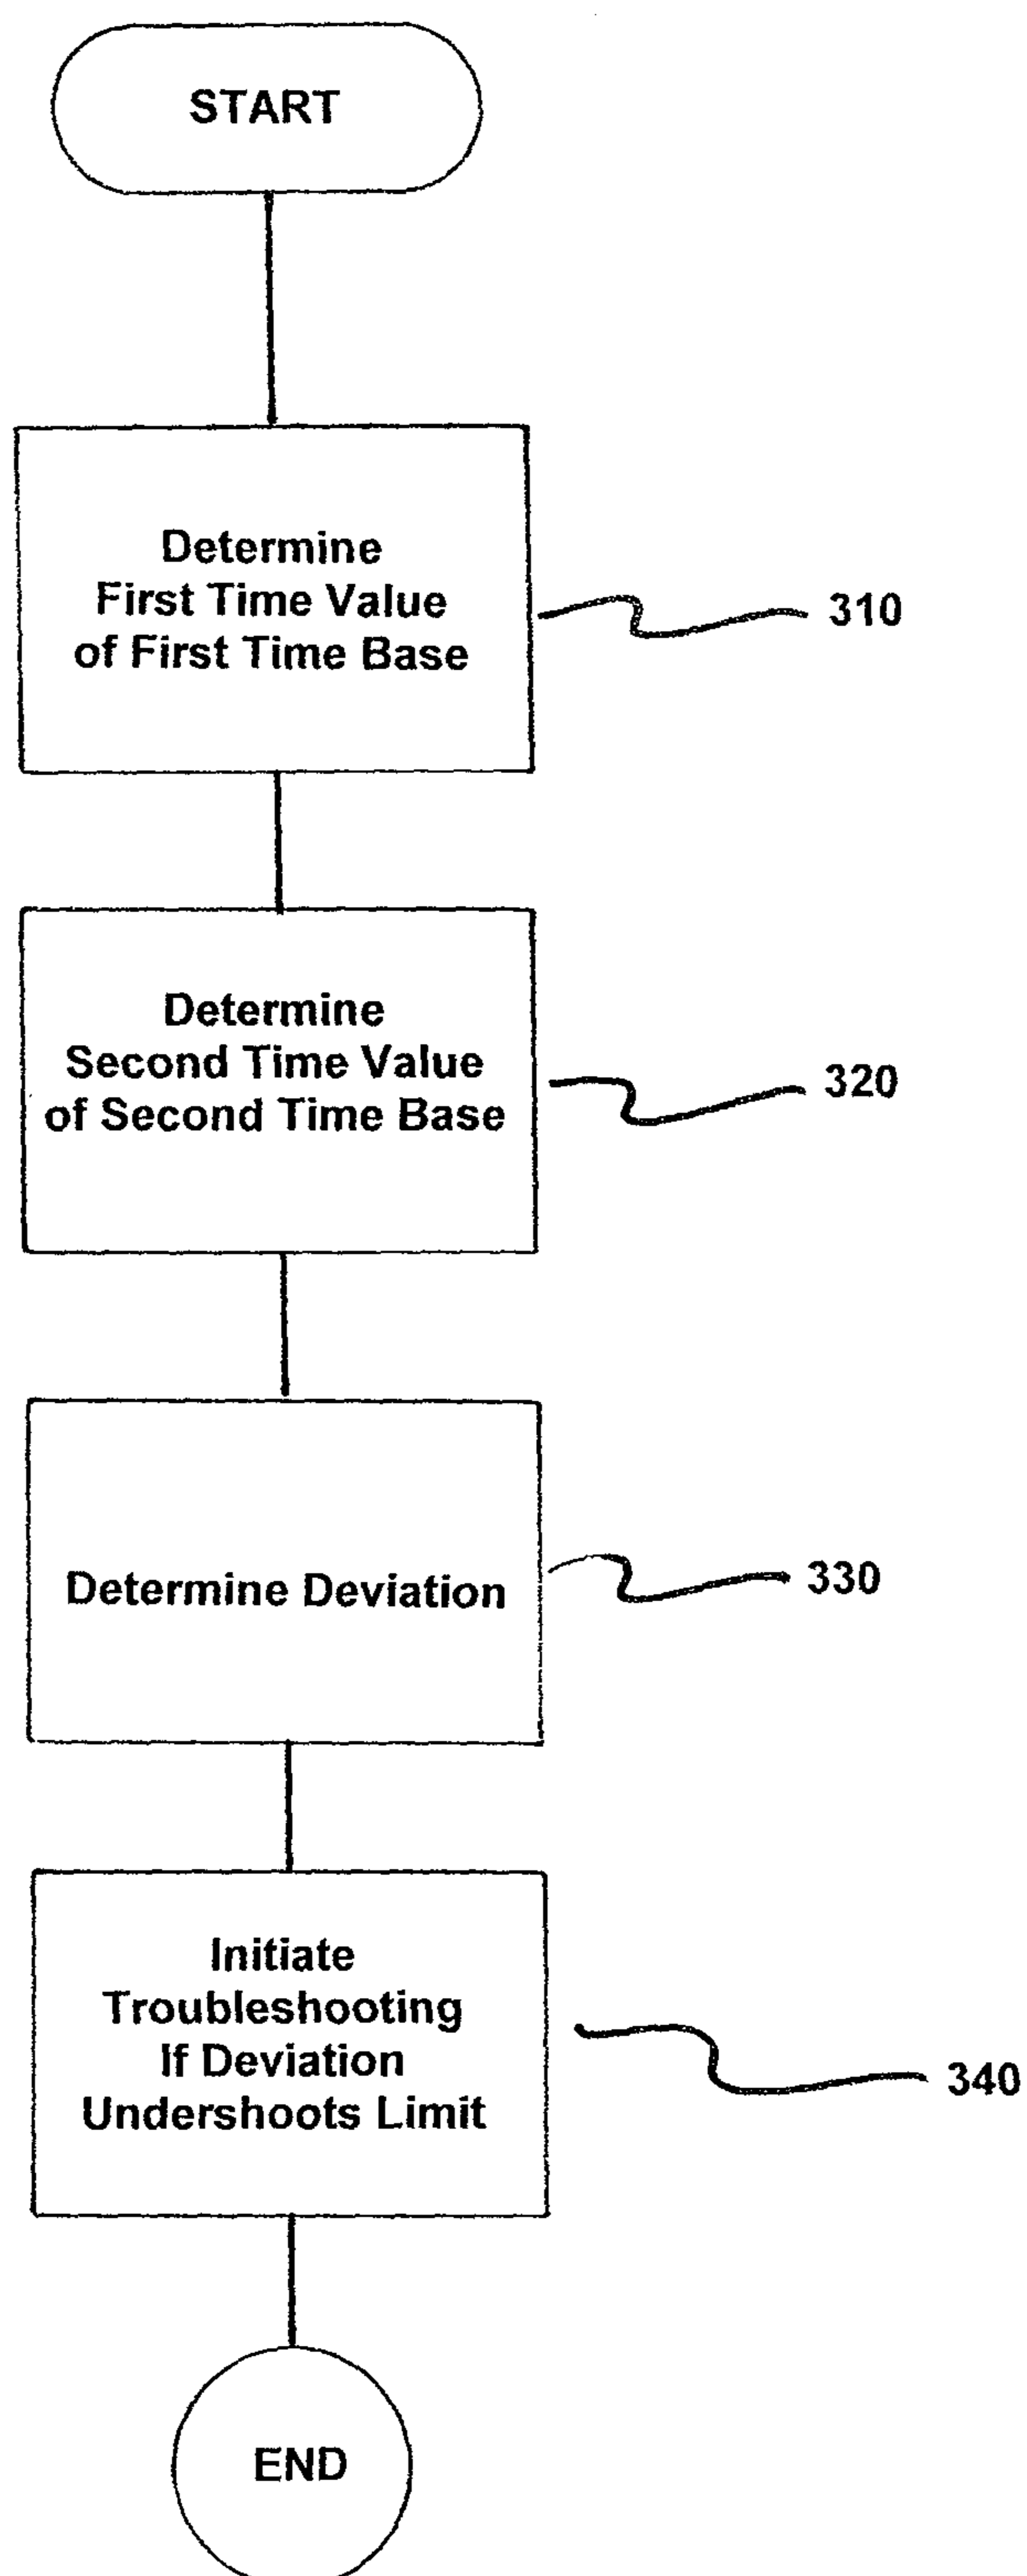 START
Determine
First Time Value
of First Time Base
310
Determine
Second Time Value
of Second Time Base
320
Determine Deviation
330
Initiate
Troubleshooting
If Deviation
Undershoots Limit
340
END